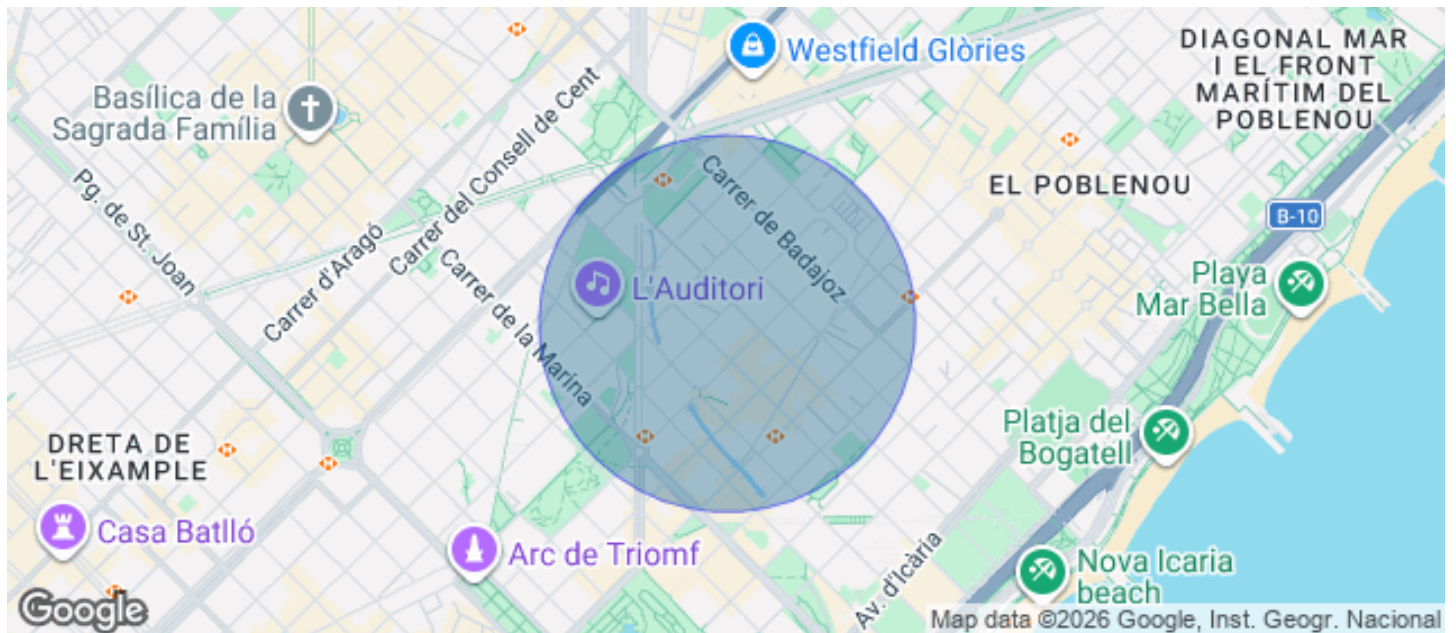 Westfield Glòries
DIAGONAL MAR
I EL FRONT
MARÍTIM DEL
POBLENOU
Basílica de la
Sagrada Família
Carrer del Consell de Cent
Carrer de Badajoz
EL POBLENOU
Pg. de St. Joan
B-10
Carrer d'Aragó
Carrer de la Marina
L'Auditori
Playa
Mar Bella
Platja del
Bogatell
DRETA DE
L'EIXAMPLE
Casa Batlló
Arc de Triomf
Av. d'Icària
Nova Icaria
beach
Google
Map data ©2026 Google, Inst. Geogr. Nacional